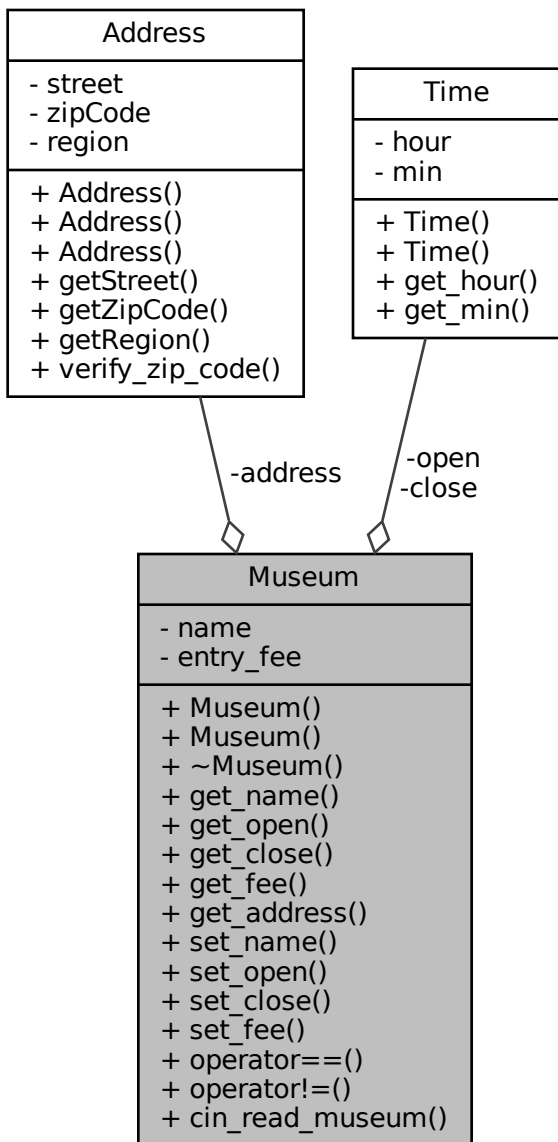 Address
- street
- zipCode
- region
+ Address()
+ Address()
+ Address()
+ getStreet()
+ getZipCode()
+ getRegion()
+ verify_zip_code()
Time
- hour
- min
+ Time()
+ Time()
+ get_hour()
+ get_min()
-address
-open
-close
Museum
- name
- entry_fee
+ Museum()
+ Museum()
+ ~Museum()
+ get_name()
+ get_open()
+ get_close()
+ get_fee()
+ get_address()
+ set_name()
+ set_open()
+ set_close()
+ set_fee()
+ operator==()
+ operator!=()
+ cin_read_museum()